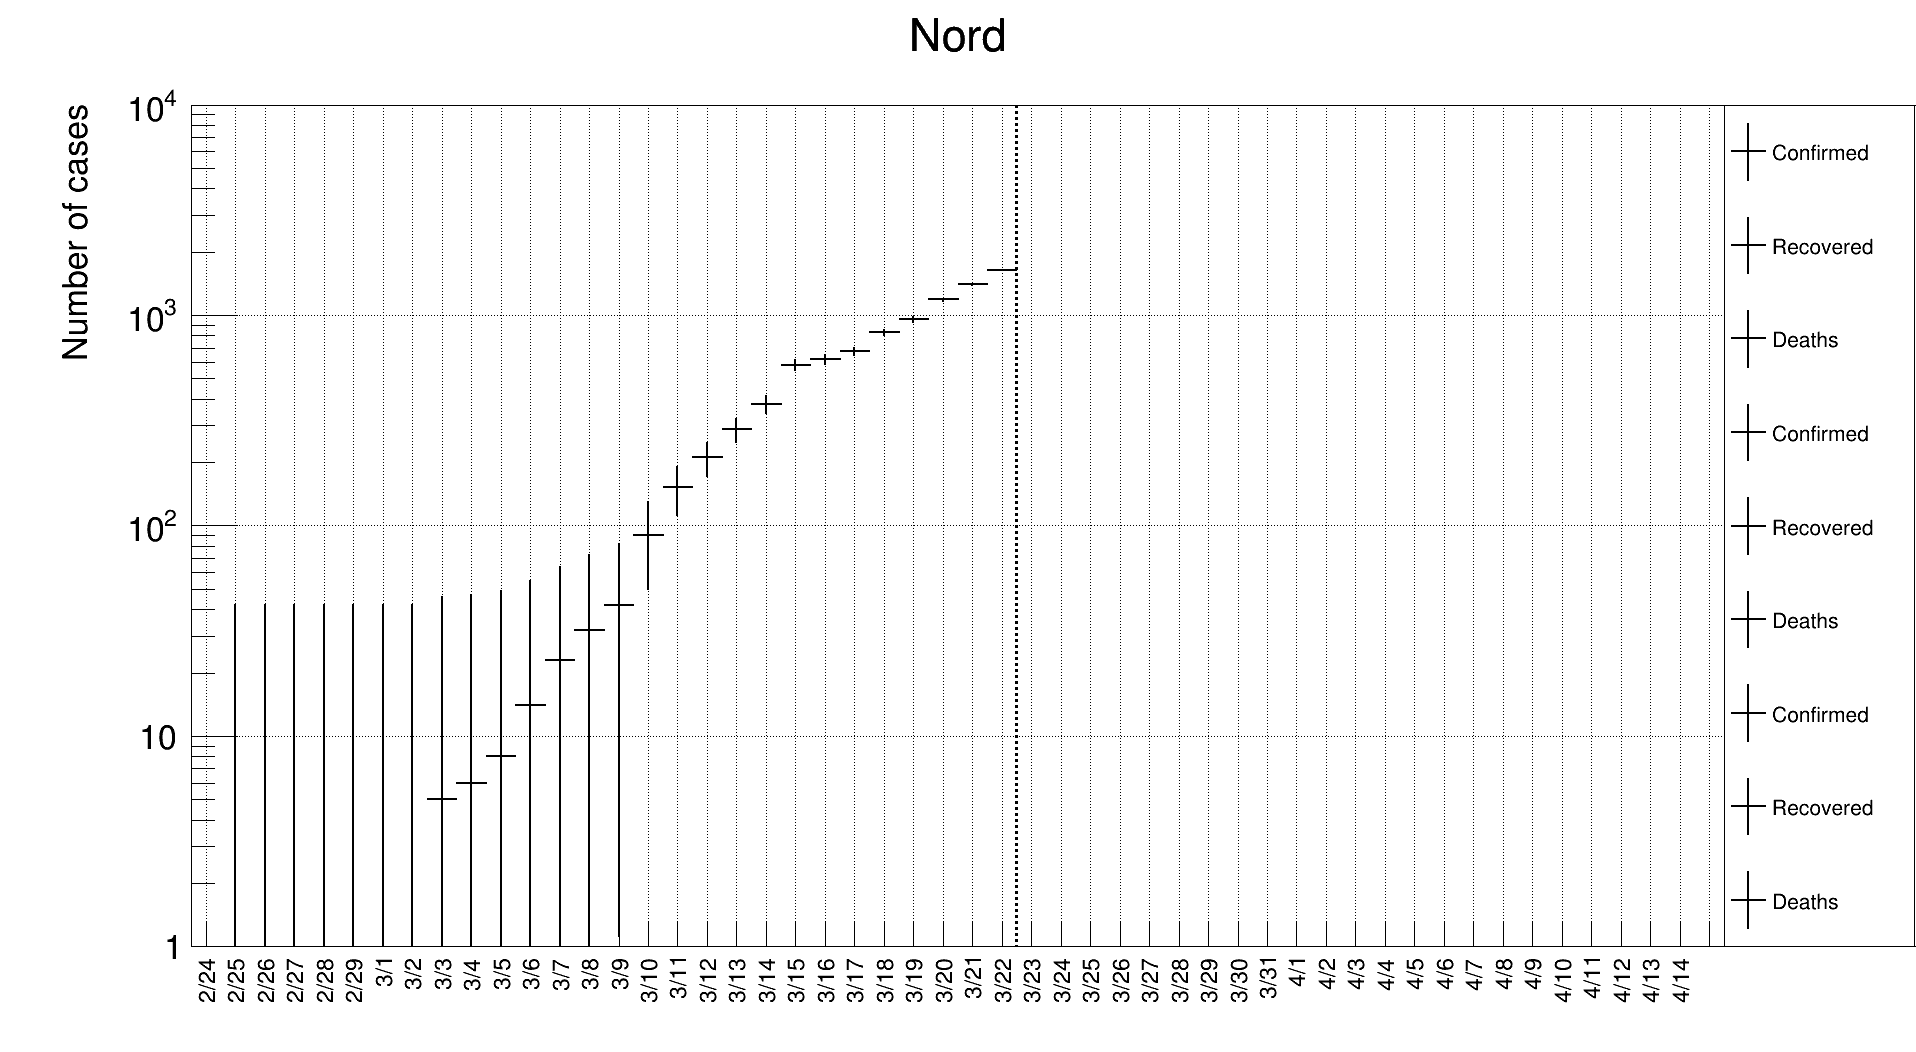 Nord
Number of cases
10^4
10^3
10^2
10
1
2/24 2/25 2/26 2/27 2/28 2/29 3/1 3/2 3/3 3/4 3/5 3/6 3/7 3/8 3/9 3/10 3/11 3/12 3/13 3/14 3/15 3/16 3/17 3/18 3/19 3/20 3/21 3/22 3/23 3/24 3/25 3/26 3/27 3/28 3/29 3/30 3/31 4/1 4/2 4/3 4/4 4/5 4/6 4/7 4/8 4/9 4/10 4/11 4/12 4/13 4/14
Confirmed
Recovered
Deaths
Confirmed
Recovered
Deaths
Confirmed
Recovered
Deaths